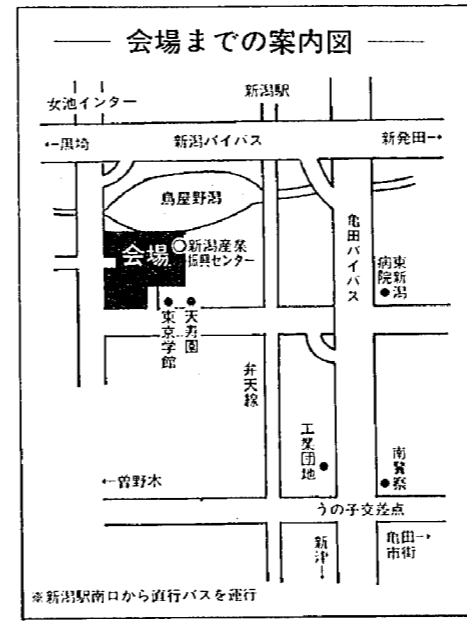 会場までの案内図
新潟駅
女池インター
←黒埼
新潟バイパス
新発田→
鳥屋野潟
会場
新潟産業
振興センター
亀田バイパス
東新潟
病院
天寿園
東京学館
弁天線
工業団地
南警察
←曽野木
うの子交差点
新津→
亀田→
市街
※新潟駅南口から直行バスを運行